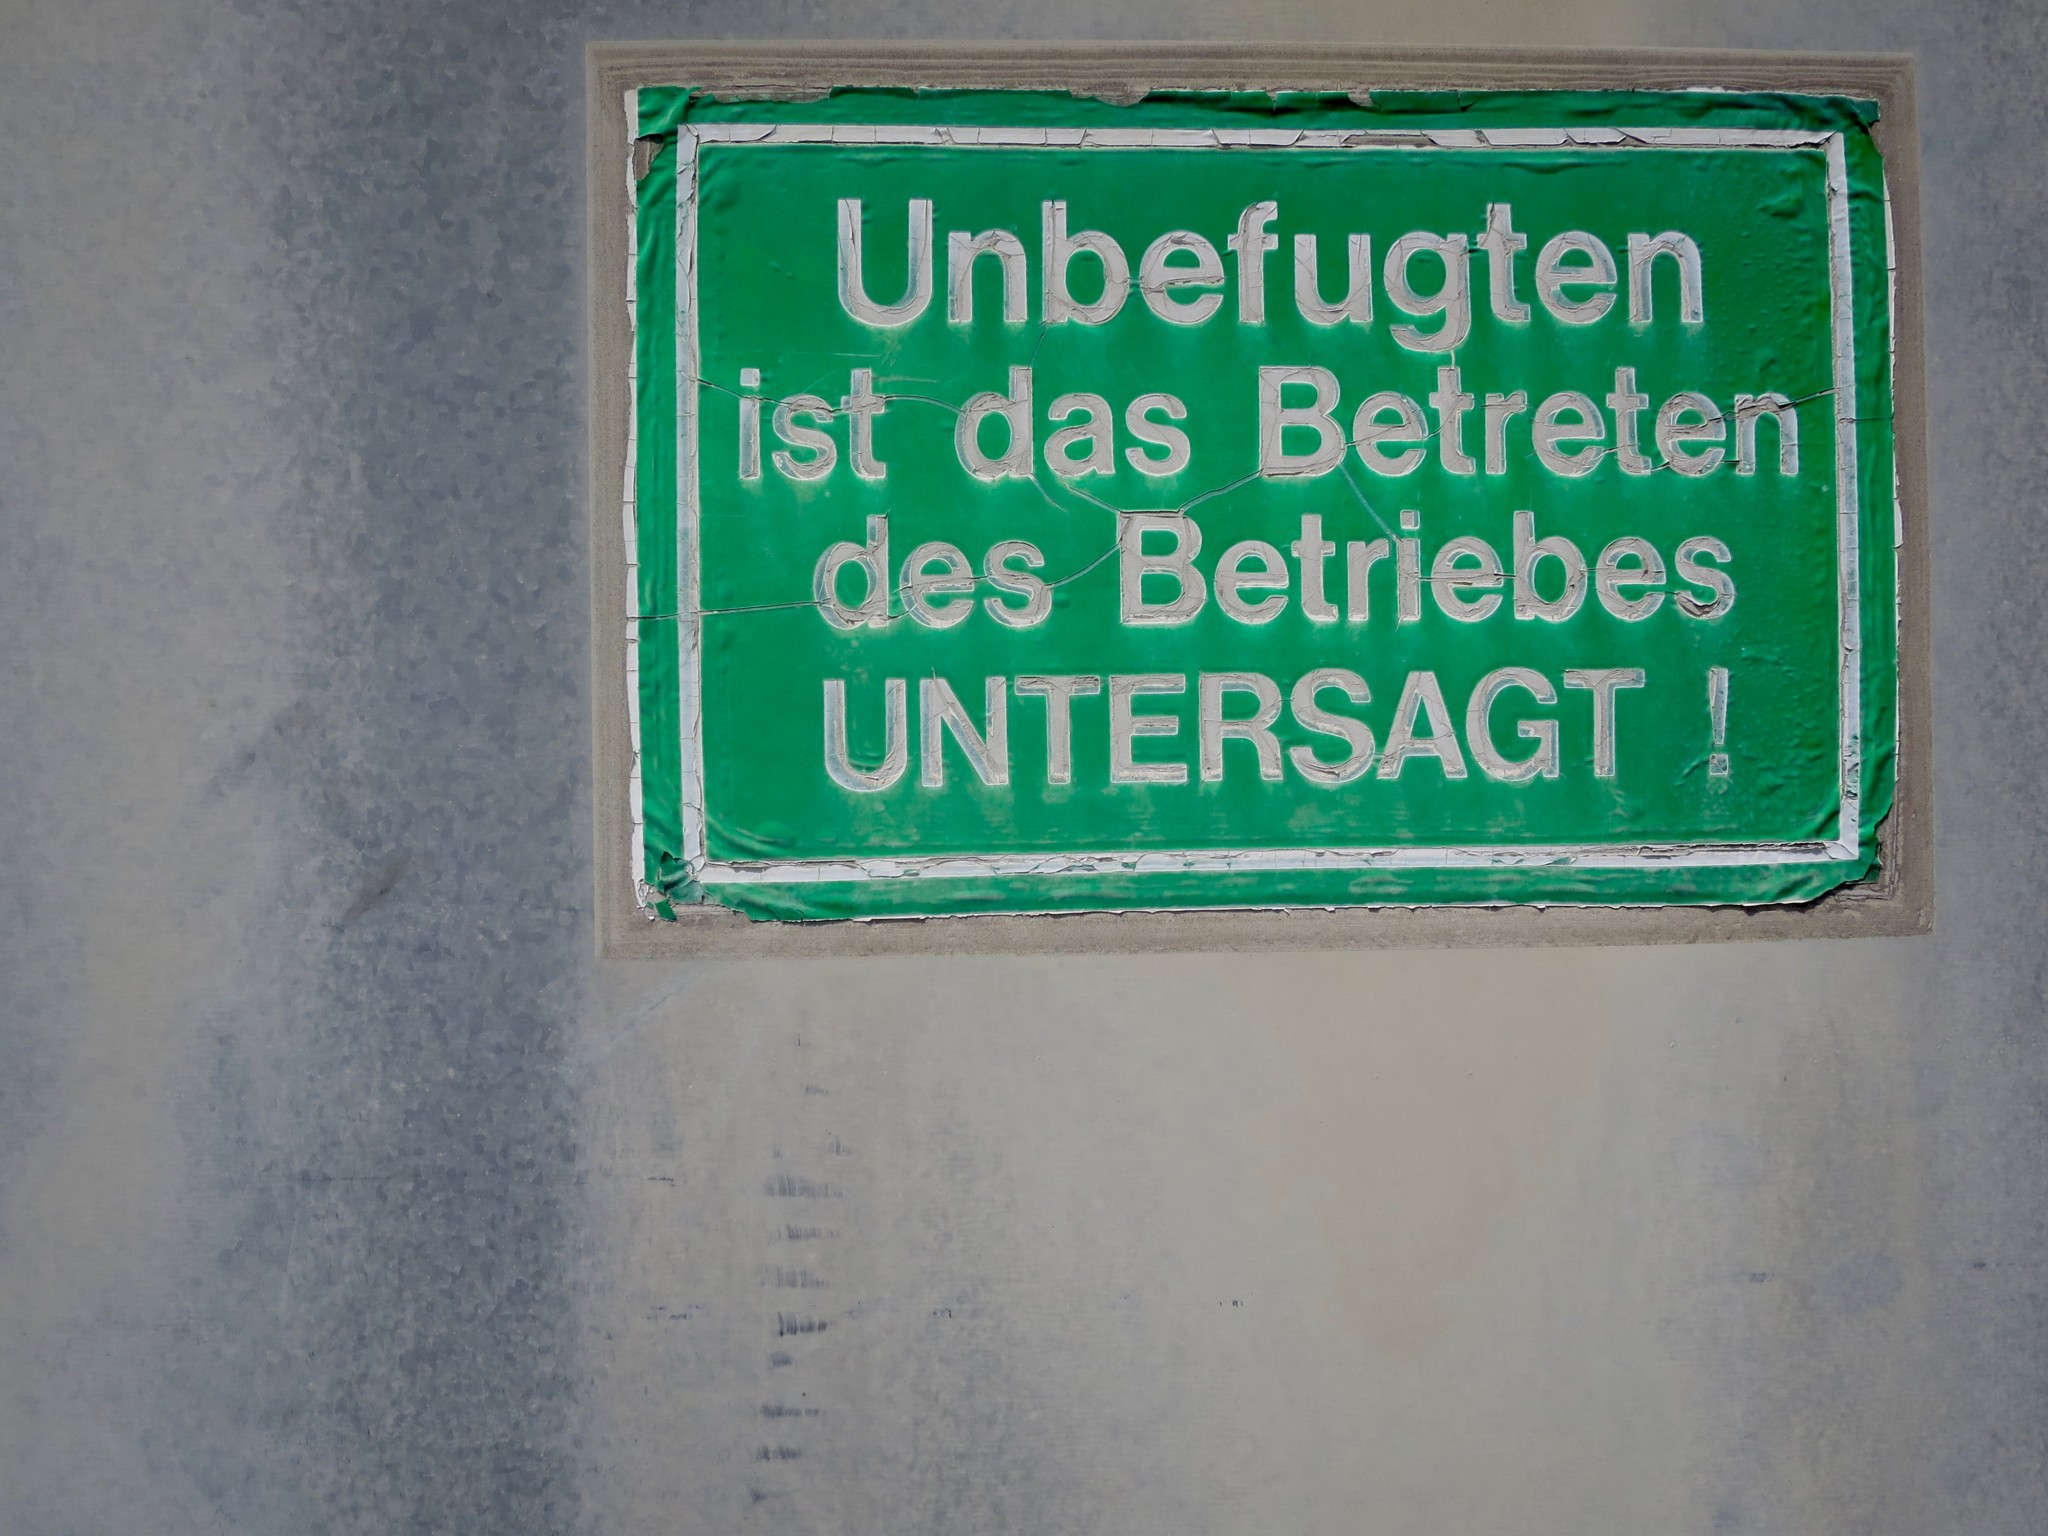 Unbefugten
ist das Betreten
des Betriebes
UNTERSAGT !